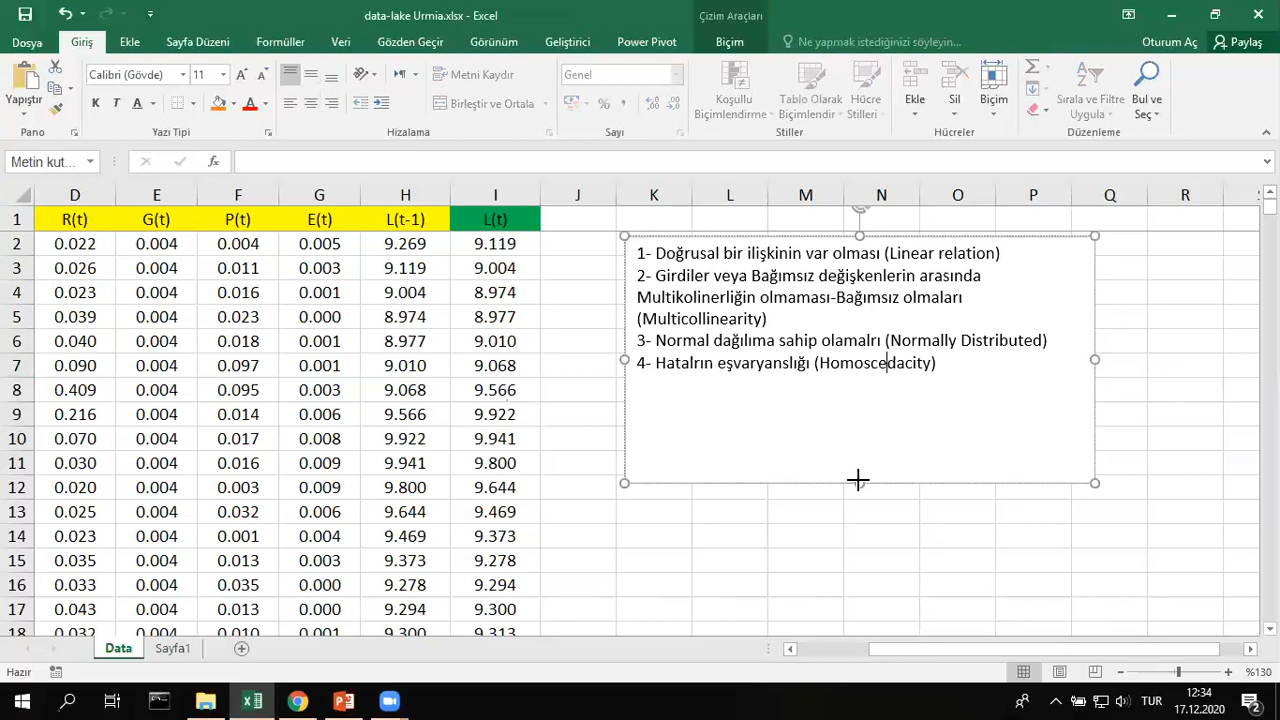 data-lake Urmia.xlsx - Excel
Çizim Araçları
Dosya Giriş Ekle Sayfa Düzeni Formüller Veri Gözden Geçir Görünüm Geliştirici Power Pivot Biçim Ne yapmak istediğinizi söyleyin... Oturum Aç Paylaş
Calibri (Gövde) 11 Metni Kaydır Genel
Yapıştır K T A Birleştir ve Ortala % Koşullu Biçimlendirme Tablo Olarak Biçimlendir Hücre Stilleri Ekle Sil Biçim Sırala ve Filtre Uygula Bul ve Seç
Pano Yazı Tipi Hizalama Sayı Stiller Hücreler Düzenleme
Metin kut... fx
D E F G H I J K L M N O P Q R
1 R(t) G(t) P(t) E(t) L(t-1) L(t)
2 0.022 0.004 0.004 0.005 9.269 9.119
3 0.026 0.004 0.011 0.003 9.119 9.004
4 0.023 0.004 0.016 0.001 9.004 8.974
5 0.039 0.004 0.023 0.000 8.974 8.977
6 0.040 0.004 0.018 0.001 8.977 9.010
7 0.090 0.004 0.097 0.001 9.010 9.068
8 0.409 0.004 0.095 0.003 9.068 9.566
9 0.216 0.004 0.014 0.006 9.566 9.922
10 0.070 0.004 0.017 0.008 9.922 9.941
11 0.030 0.004 0.016 0.009 9.941 9.800
12 0.020 0.004 0.003 0.009 9.800 9.644
13 0.025 0.004 0.032 0.006 9.644 9.469
14 0.023 0.004 0.001 0.004 9.469 9.373
15 0.035 0.004 0.013 0.003 9.373 9.278
16 0.033 0.004 0.035 0.000 9.278 9.294
17 0.043 0.004 0.013 0.000 9.294 9.300
18 0.032 0.004 0.010 0.001 9.300 9.313
1- Doğrusal bir ilişkinin var olması (Linear relation)
2- Girdiler veya Bağımsız değişkenlerin arasında
Multikolinerliğin olmaması-Bağımsız olmaları
(Multicollinearity)
3- Normal dağılıma sahip olamalrı (Normally Distributed)
4- Hatalrın eşvaryanslığı (Homoscedacity)
Data Sayfa1
Hazır %130
TUR 12:34
17.12.2020 2